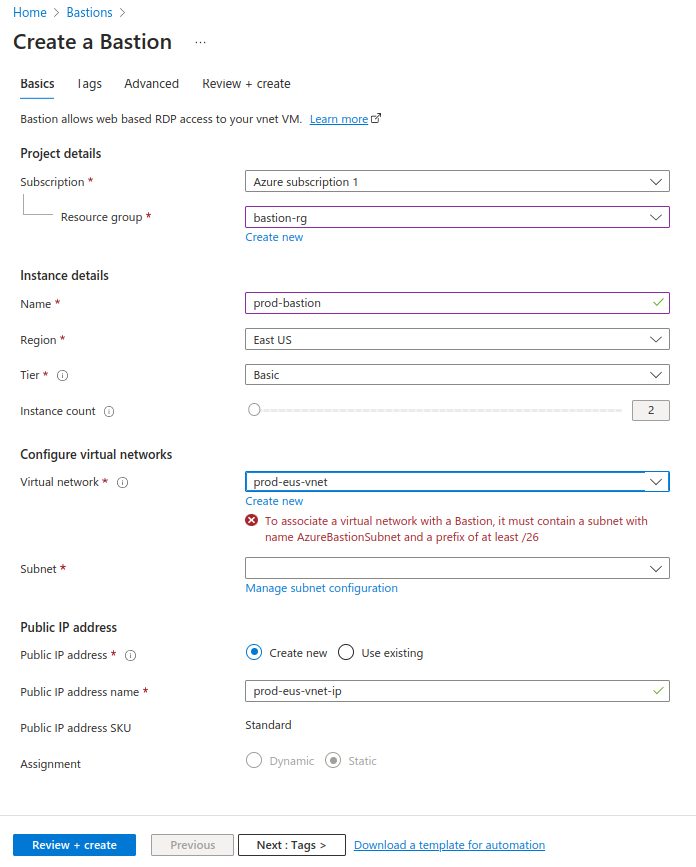 Home > Bastions >
Create a Bastion ...
Basics Tags Advanced Review + create
Bastion allows web based RDP access to your vnet VM. Learn more
Project details
Subscription * Azure subscription 1
Resource group * bastion-rg
Create new
Instance details
Name * prod-bastion
Region * East US
Tier * Basic
Instance count 2
Configure virtual networks
Virtual network * prod-eus-vnet
Create new
To associate a virtual network with a Bastion, it must contain a subnet with
name AzureBastionSubnet and a prefix of at least /26
Subnet *
Manage subnet configuration
Public IP address
Public IP address * Create new Use existing
Public IP address name * prod-eus-vnet-ip
Public IP address SKU Standard
Assignment Dynamic Static
Review + create Previous Next : Tags > Download a template for automation